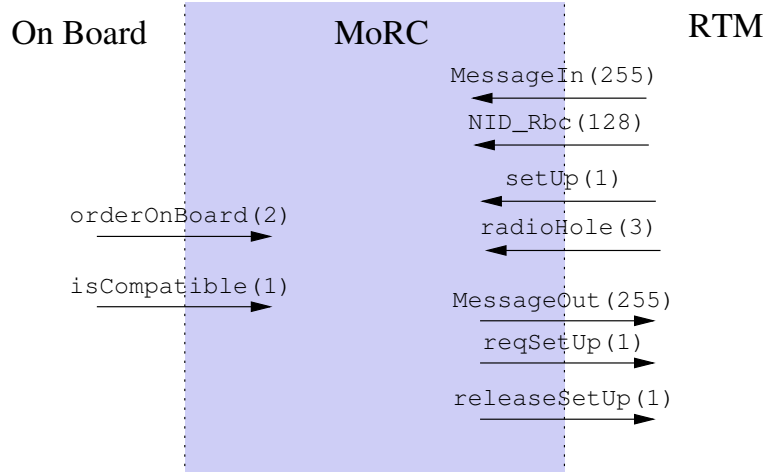 On Board
MoRC
RTM
MessageIn(255)
NID_Rbc(128)
setUp(1)
orderOnBoard(2)
radioHole(3)
isCompatible(1)
MessageOut(255)
reqSetUp(1)
releaseSetUp(1)